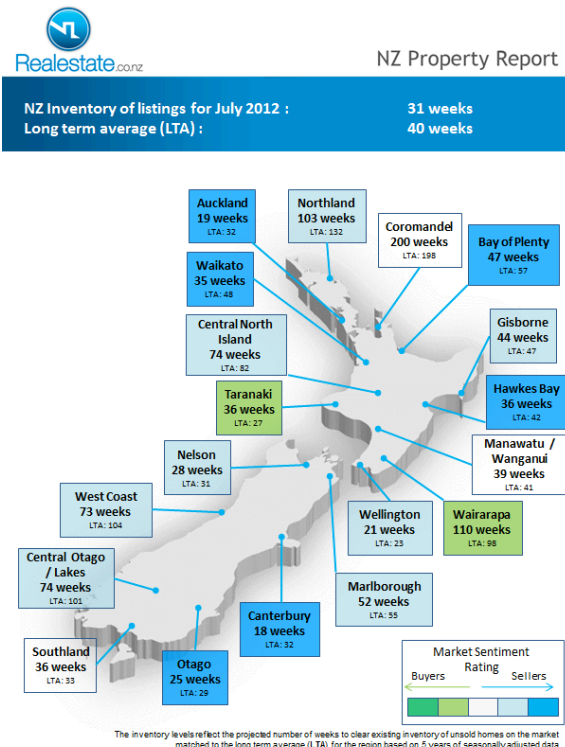 Realestate.co.nz
NZ Property Report
NZ Inventory of listings for July 2012 : 31 weeks
Long term average (LTA) : 40 weeks
Auckland
19 weeks
LTA: 32
Northland
103 weeks
LTA: 132
Coromandel
200 weeks
LTA: 198
Bay of Plenty
47 weeks
LTA: 57
Waikato
35 weeks
LTA: 48
Central North
Island
74 weeks
LTA: 82
Gisborne
44 weeks
LTA: 47
Taranaki
36 weeks
LTA: 27
Hawkes Bay
36 weeks
LTA: 42
Manawatu /
Wanganui
39 weeks
LTA: 41
Nelson
28 weeks
LTA: 31
West Coast
73 weeks
LTA: 104
Wellington
21 weeks
LTA: 23
Wairarapa
110 weeks
LTA: 98
Central Otago
/ Lakes
74 weeks
LTA: 101
Marlborough
52 weeks
LTA: 55
Canterbury
18 weeks
LTA: 32
Southland
36 weeks
LTA: 33
Otago
25 weeks
LTA: 29
Market Sentiment
Rating
Buyers Sellers
The inventory levels reflect the projected number of weeks to clear existing inventory of unsold homes on the market
matched to the long term average (LTA) for the region based on 5 years of seasonally adjusted data